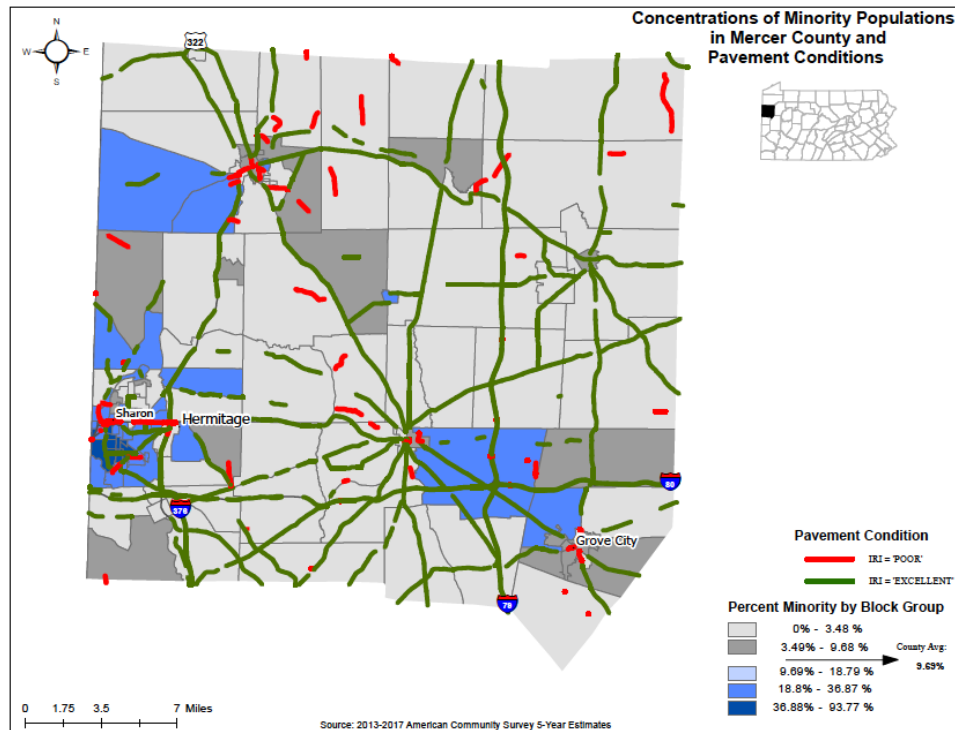 Concentrations of Minority Populations
in Mercer County and
Pavement Conditions
N
W E
S
322
Sharon
Hermitage
80
376
Grove City
79
Pavement Condition
IRI = 'POOR'
IRI = 'EXCELLENT'
Percent Minority by Block Group
0% - 3.48 %
3.49% - 9.68 %
County Avg:
9.69%
9.69% - 18.79 %
18.8% - 36.87 %
36.88% - 93.77 %
0 1.75 3.5 7 Miles
Source: 2013-2017 American Community Survey 5-Year Estimates